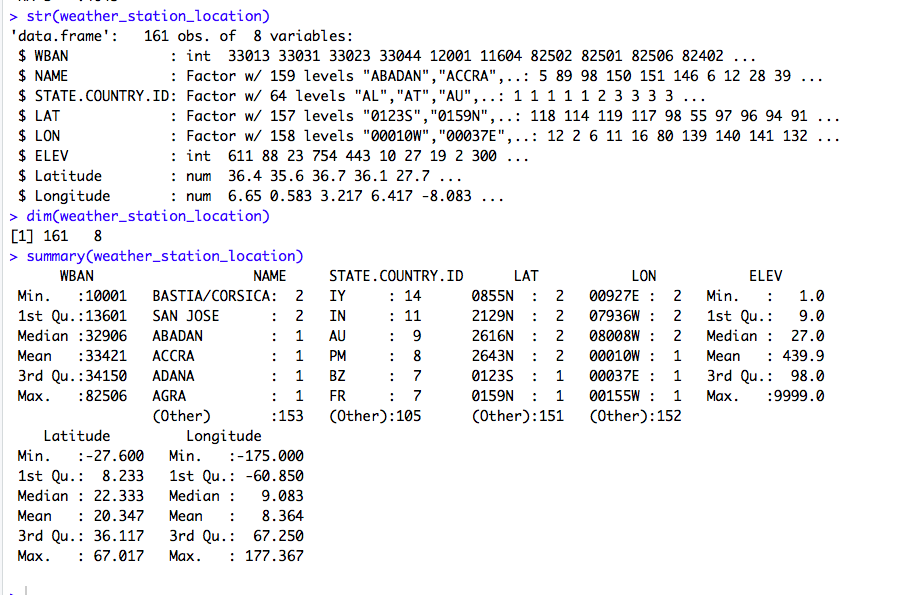 > str(weather_station_location)
'data.frame':   161 obs. of  8 variables:
 $ WBAN            : int  33013 33031 33023 33044 12001 11604 82502 82501 82506 82402 ...
 $ NAME            : Factor w/ 159 levels "ABADAN","ACCRA",..: 5 89 98 150 151 146 6 12 28 39 ...
 $ STATE.COUNTRY.ID: Factor w/ 64 levels "AL","AT","AU",..: 1 1 1 1 1 2 3 3 3 3 ...
 $ LAT             : Factor w/ 157 levels "0123S","0159N",..: 118 114 119 117 98 55 97 96 94 91 ...
 $ LON             : Factor w/ 158 levels "00010W","00037E",..: 12 2 6 11 16 80 139 140 141 132 ...
 $ ELEV            : int  611 88 23 754 443 10 27 19 2 300 ...
 $ Latitude        : num  36.4 35.6 36.7 36.1 27.7 ...
 $ Longitude       : num  6.65 0.583 3.217 6.417 -8.083 ...
> dim(weather_station_location)
[1] 161   8
> summary(weather_station_location)
      WBAN                   NAME     STATE.COUNTRY.ID      LAT           LON           ELEV
 Min.   :10001   BASTIA/CORSICA:  2   IY     : 14      0855N  :  2   00927E :  2   Min.   :   1.0
 1st Qu.:13601   SAN JOSE      :  2   IN     : 11      2129N  :  2   07936W :  2   1st Qu.:   9.0
 Median :32906   ABADAN        :  1   AU     :  9      2616N  :  2   08008W :  2   Median :  27.0
 Mean   :33421   ACCRA         :  1   PM     :  8      2643N  :  2   00010W :  1   Mean   : 439.9
 3rd Qu.:34150   ADANA         :  1   BZ     :  7      0123S  :  1   00037E :  1   3rd Qu.:  98.0
 Max.   :82506   AGRA          :  1   FR     :  7      0159N  :  1   00155W :  1   Max.   :9999.0
                 (Other)       :153   (Other):105      (Other):151   (Other):152
    Latitude         Longitude
 Min.   :-27.600   Min.   :-175.000
 1st Qu.:  8.233   1st Qu.: -60.850
 Median : 22.333   Median :   9.083
 Mean   : 20.347   Mean   :   8.364
 3rd Qu.: 36.117   3rd Qu.:  67.250
 Max.   : 67.017   Max.   : 177.367